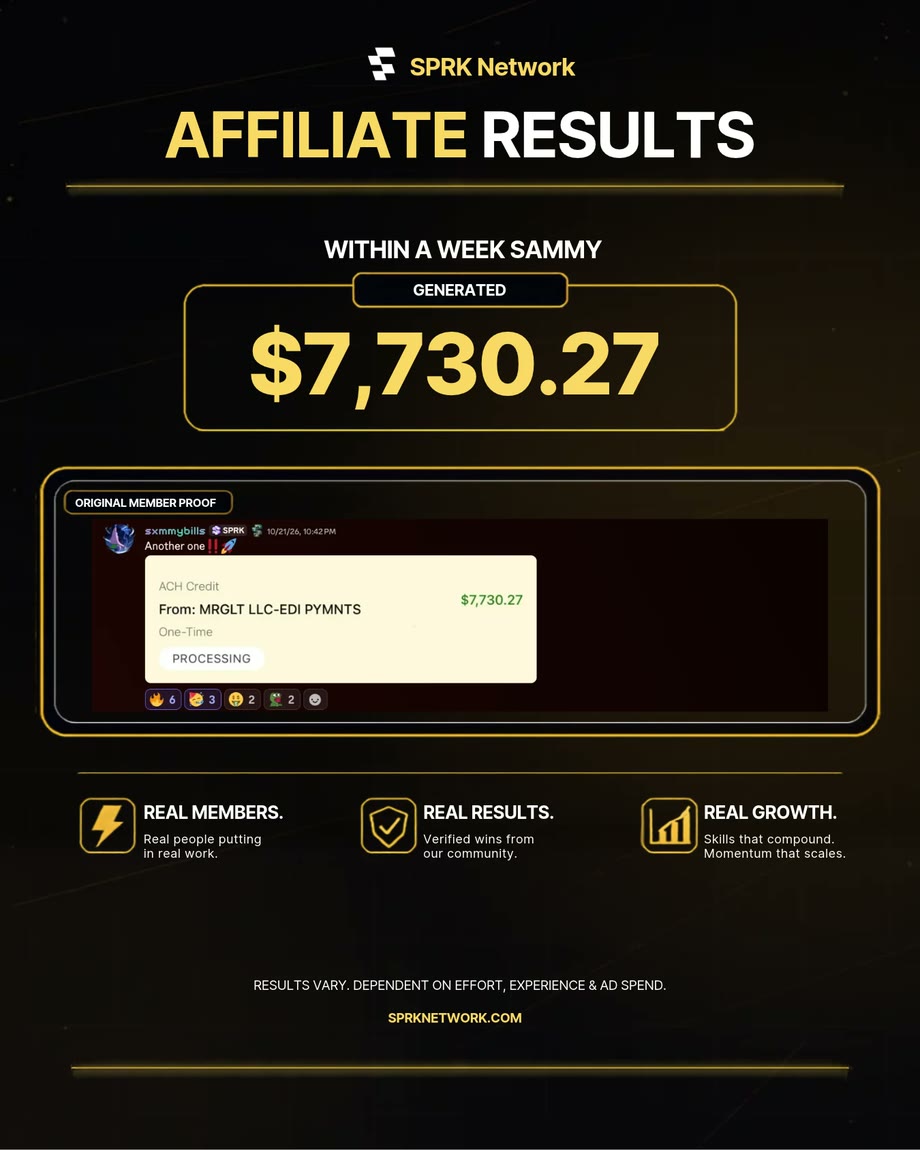 SPRK Network
AFFILIATE RESULTS
WITHIN A WEEK SAMMY
GENERATED
$7,730.27
ORIGINAL MEMBER PROOF
sxmmybills SPRK 10/21/26, 10:42 PM
Another one‼️🚀
ACH Credit
$7,730.27
From: MRGLT LLC-EDI PYMNTS
One-Time
PROCESSING
🔥 6 🥳 3 🤑 2 2
REAL MEMBERS.
Real people putting
in real work.
REAL RESULTS.
Verified wins from
our community.
REAL GROWTH.
Skills that compound.
Momentum that scales.
RESULTS VARY. DEPENDENT ON EFFORT, EXPERIENCE & AD SPEND.
SPRKNETWORK.COM